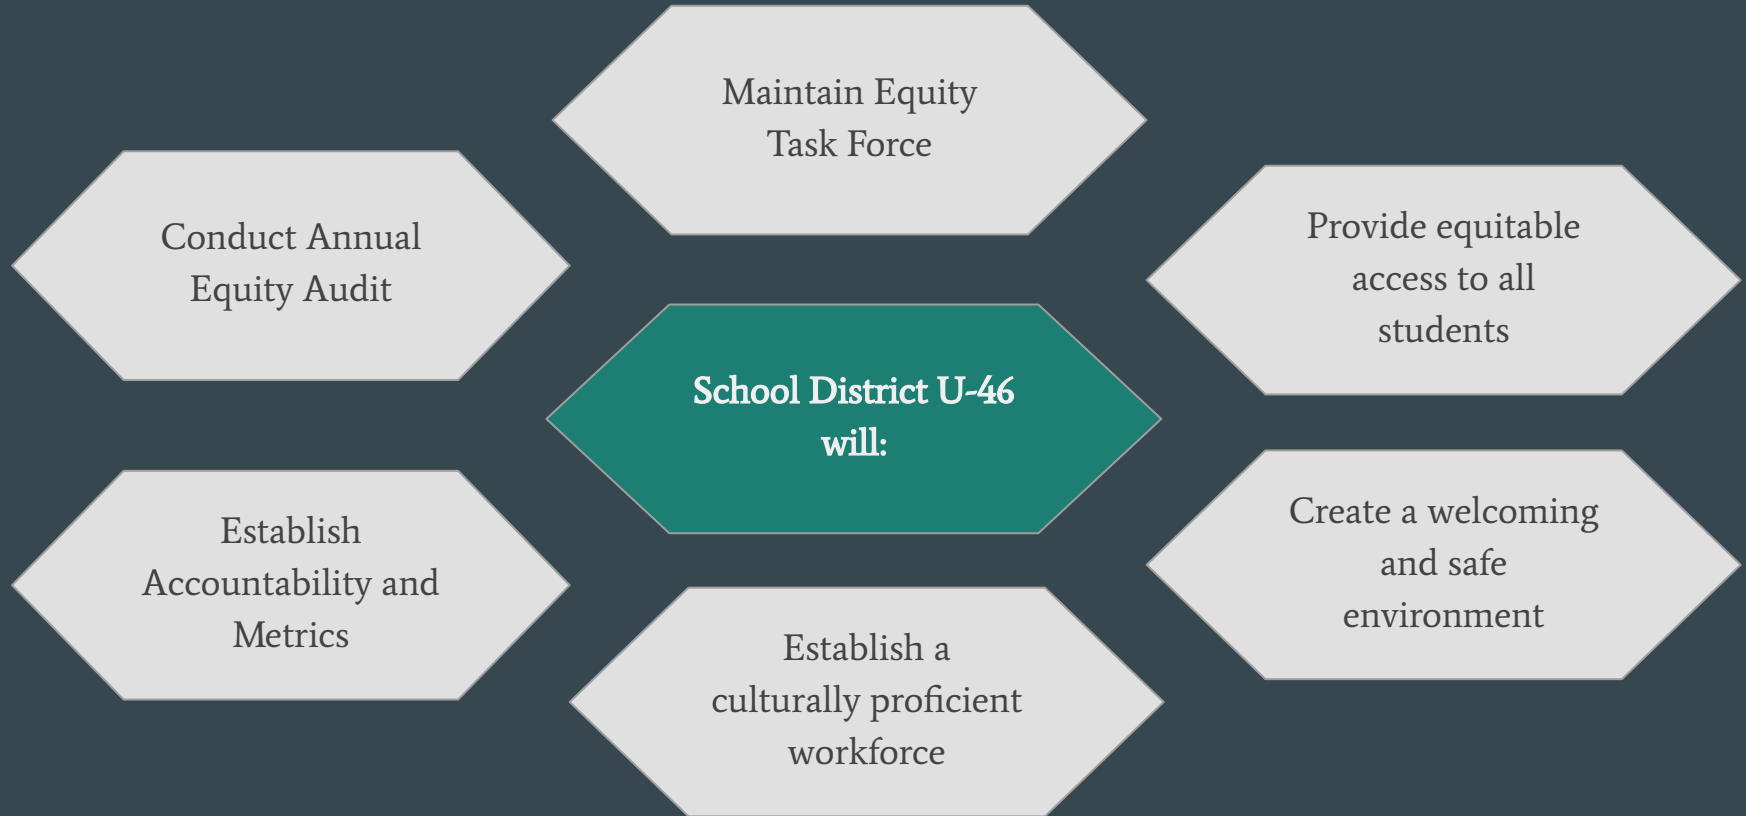 Maintain Equity
Task Force
Conduct Annual
Equity Audit
Provide equitable
access to all
students
School District U-46
will:
Establish
Accountability and
Metrics
Create a welcoming
and safe
environment
Establish a
culturally proficient
workforce